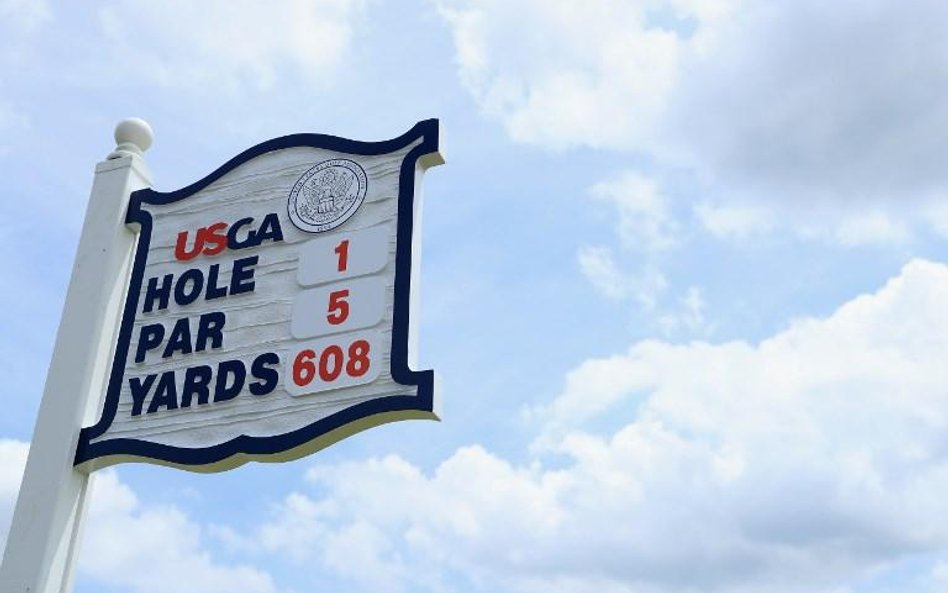 USGA
HOLE 1
PAR 5
YARDS 608